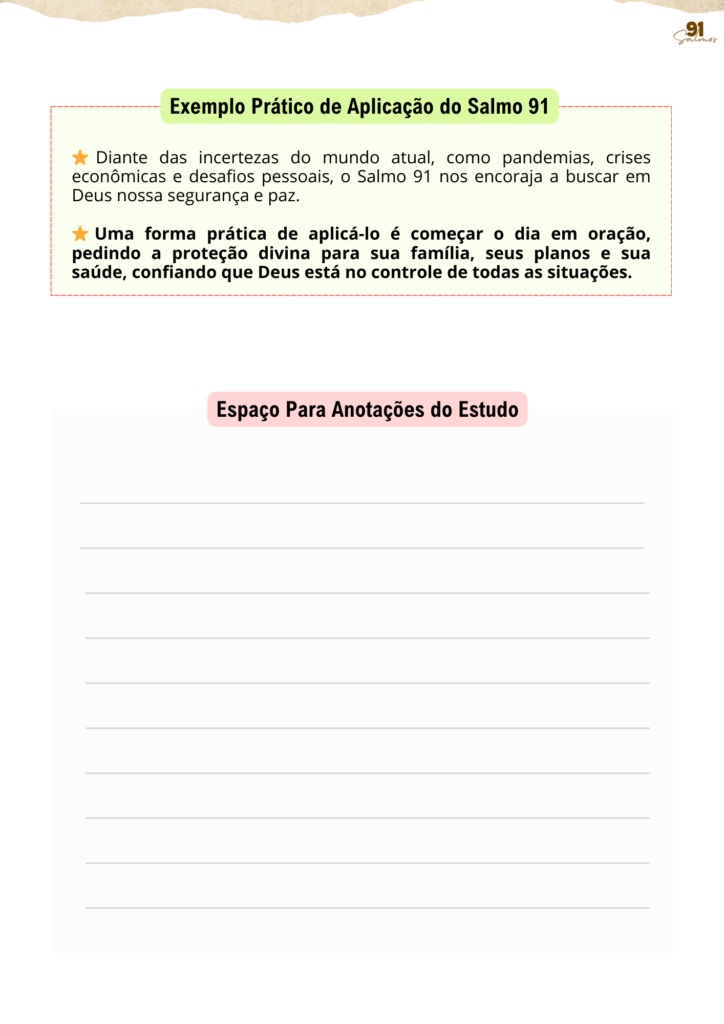 91
Salmos
Exemplo Prático de Aplicação do Salmo 91
Diante das incertezas do mundo atual, como pandemias, crises
econômicas e desafios pessoais, o Salmo 91 nos encoraja a buscar em
Deus nossa segurança e paz.
Uma forma prática de aplicá-lo é começar o dia em oração,
pedindo a proteção divina para sua família, seus planos e sua
saúde, confiando que Deus está no controle de todas as situações.
Espaço Para Anotações do Estudo